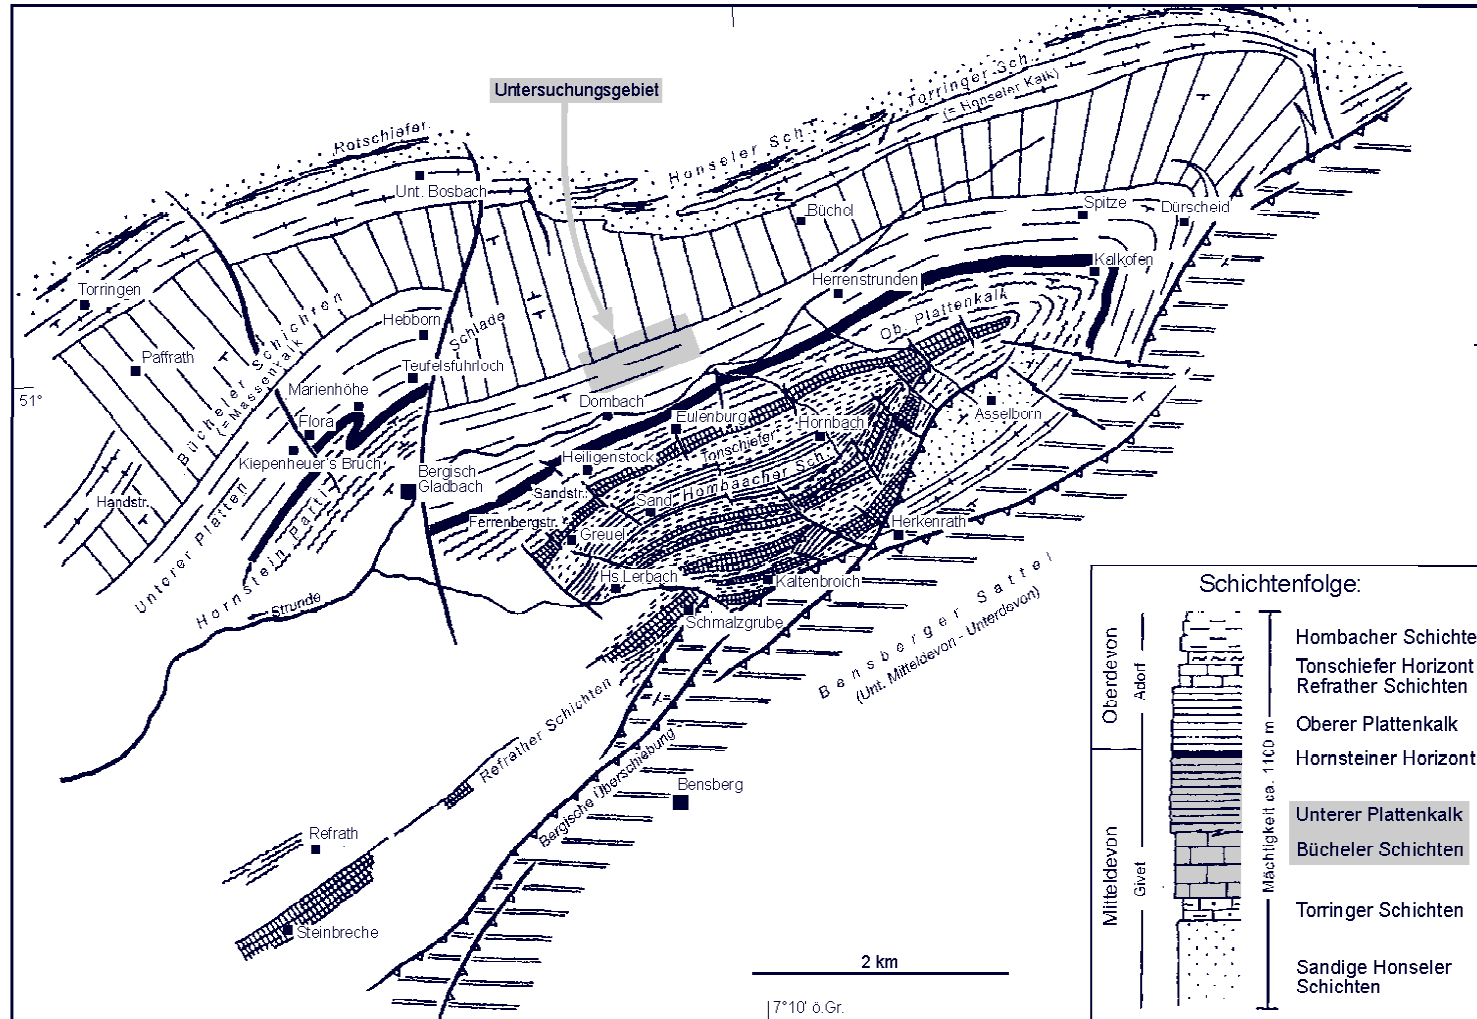 Untersuchungsgebiet
Rotschiefer
Honseler Sch.
Torringer Sch.
(= Honseler Kalk)
Unt. Bosbach
Büchol
Spitze
Dürscheid
Torringen
Herrenstrunden
Kalkofen
Hebborn
Schlade
Ob. Plattenkalk
Paffrath
Bücheler Schichten
(= Massenkalk)
Teufelsfuhrloch
Marienhöhe
51°
Flora
Dombach
Eulenburg
Hornbach
Asselborn
Kiepenheuer's Bruch
Tonschiefer
Heiligenstock
Bergisch
Gladbach
Hombaacher Sch.
Handstr.
Sandstr.
Sand
Unterer Platten
Hornstein Partie
Ferrenbergstr.
Greuel
Herkenrath
Hs.Lerbach
Kaltenbroich
Strunde
Schmalzgrube
Bensberger Sattel
(Unt. Mitteldevon - Unterdevon)
Refrather Schichten
Bergische Überschiebung
Bensberg
Refrath
Steinbreche
2 km
7°10' ö.Gr.
Schichtenfolge:
Oberdevon
Adorf
Mitteldevon
Givet
Mächtigkeit ca. 1100 m
Hombacher Schichte
Tonschiefer Horizont
Refrather Schichten
Oberer Plattenkalk
Hornsteiner Horizont
Unterer Plattenkalk
Bücheler Schichten
Torringer Schichten
Sandige Honseler
Schichten